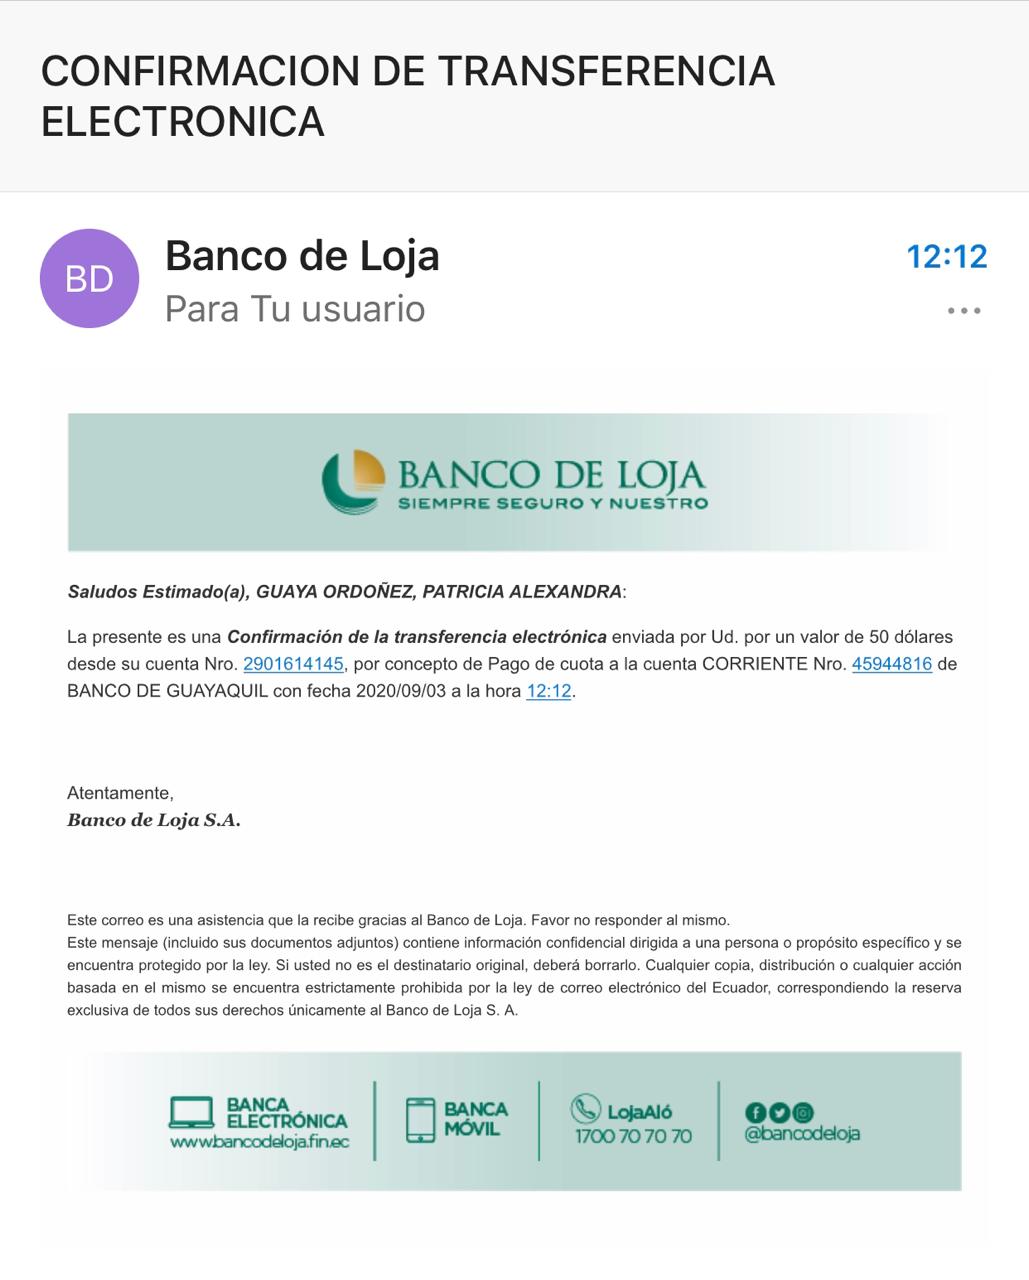 CONFIRMACION DE TRANSFERENCIA
ELECTRONICA
BD
Banco de Loja
12:12
Para Tu usuario
BANCO DE LOJA
SIEMPRE SEGURO Y NUESTRO
Saludos Estimado(a), GUAYA ORDOÑEZ, PATRICIA ALEXANDRA:
La presente es una Confirmación de la transferencia electrónica enviada por Ud. por un valor de 50 dólares
desde su cuenta Nro. 2901614145, por concepto de Pago de cuota a la cuenta CORRIENTE Nro. 45944816 de
BANCO DE GUAYAQUIL con fecha 2020/09/03 a la hora 12:12.
Atentamente,
Banco de Loja S.A.
Este correo es una asistencia que la recibe gracias al Banco de Loja. Favor no responder al mismo.
Este mensaje (incluido sus documentos adjuntos) contiene información confidencial dirigida a una persona o propósito específico y se
encuentra protegido por la ley. Si usted no es el destinatario original, deberá borrarlo. Cualquier copia, distribución o cualquier acción
basada en el mismo se encuentra estrictamente prohibida por la ley de correo electrónico del Ecuador, correspondiendo la reserva
exclusiva de todos sus derechos únicamente al Banco de Loja S. A.
BANCA
ELECTRÓNICA
www.bancodeloja.fin.ec
BANCA
MÓVIL
LojaAló
1700 70 70 70
@bancodeloja